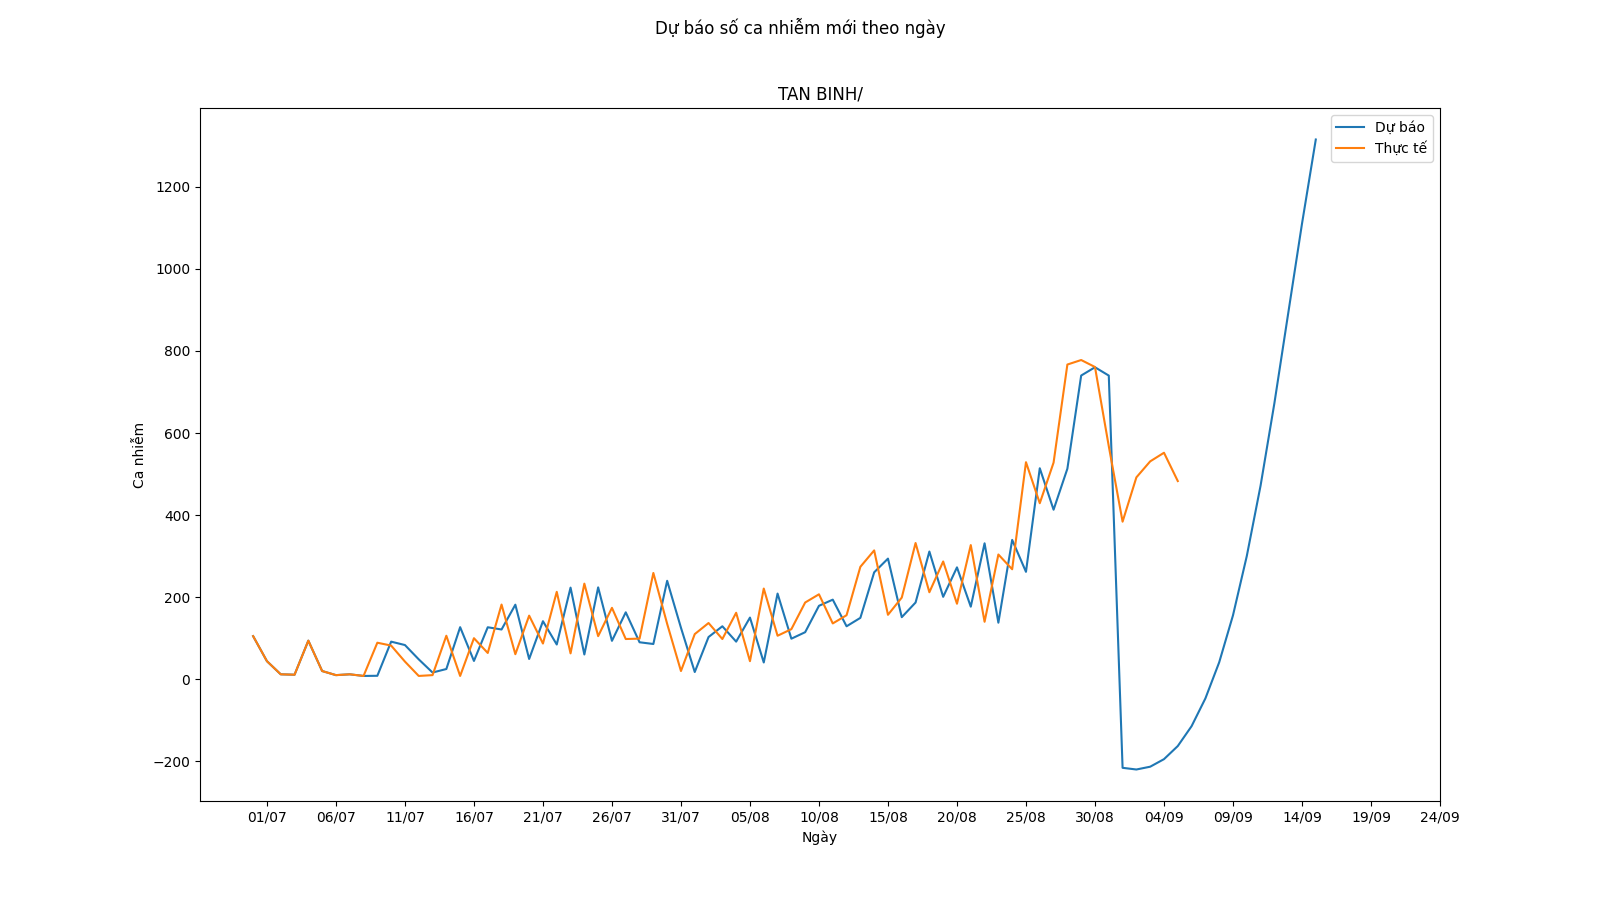 Dự báo số ca nhiễm mới theo ngày
TAN BINH/
Dự báo
Thực tế
1200
1000
800
600
400
200
0
−200
Ca nhiễm
01/07 06/07 11/07 16/07 21/07 26/07 31/07 05/08 10/08 15/08 20/08 25/08 30/08 04/09 09/09 14/09 19/09 24/09
Ngày